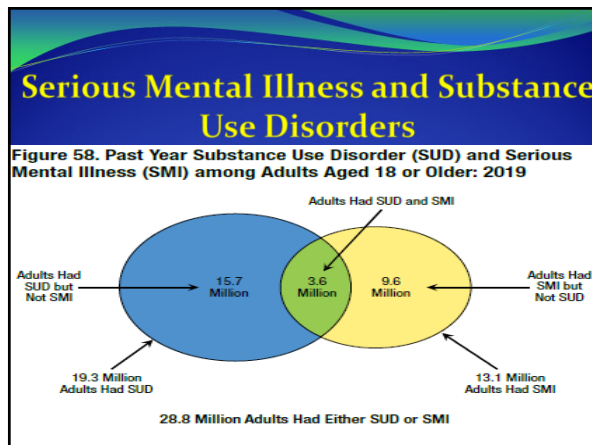 Serious Mental Illness and Substance
Use Disorders
Figure 58. Past Year Substance Use Disorder (SUD) and Serious
Mental Illness (SMI) among Adults Aged 18 or Older: 2019
Adults Had SUD and SMI
Adults Had
SUD but
Not SMI
15.7
Million
3.6
Million
9.6
Million
Adults Had
SMI but
Not SUD
19.3 Million
Adults Had SUD
13.1 Million
Adults Had SMI
28.8 Million Adults Had Either SUD or SMI